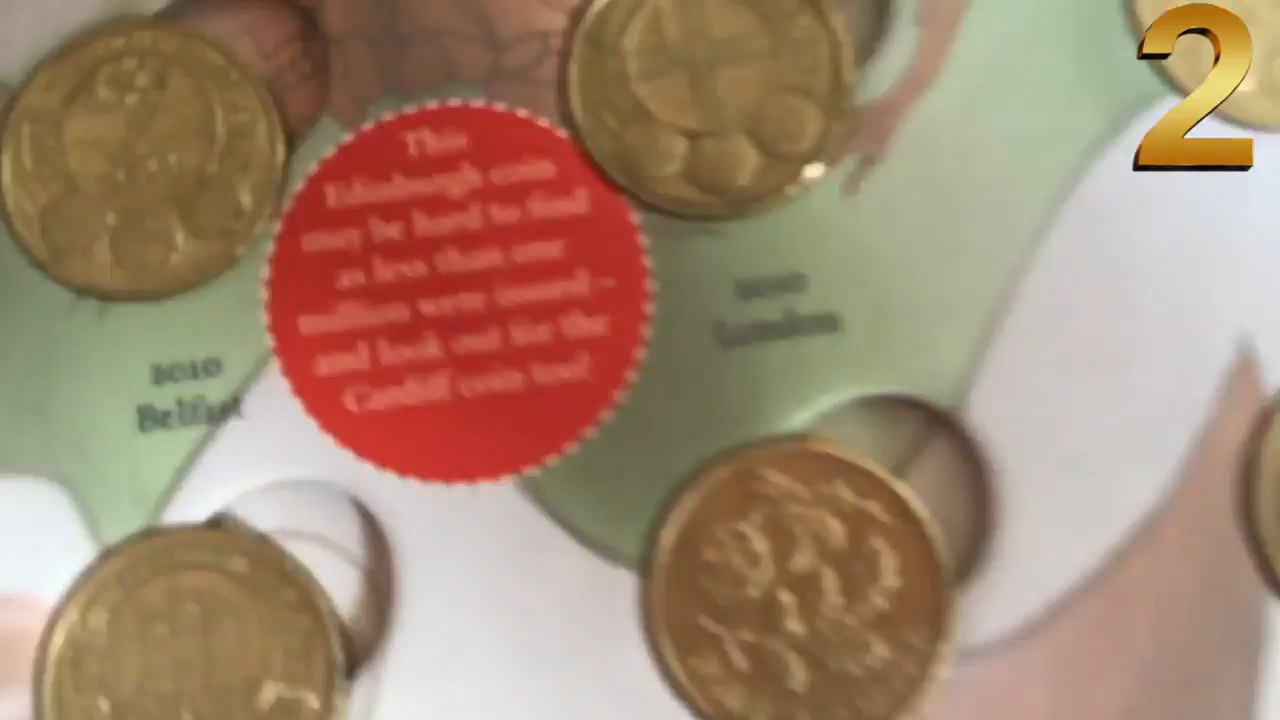 2
This
Edinburgh coin
may be hard to find
as less than one
million were issued –
and look out for the
Cardiff coin too!
2010
London
2010
Belfast